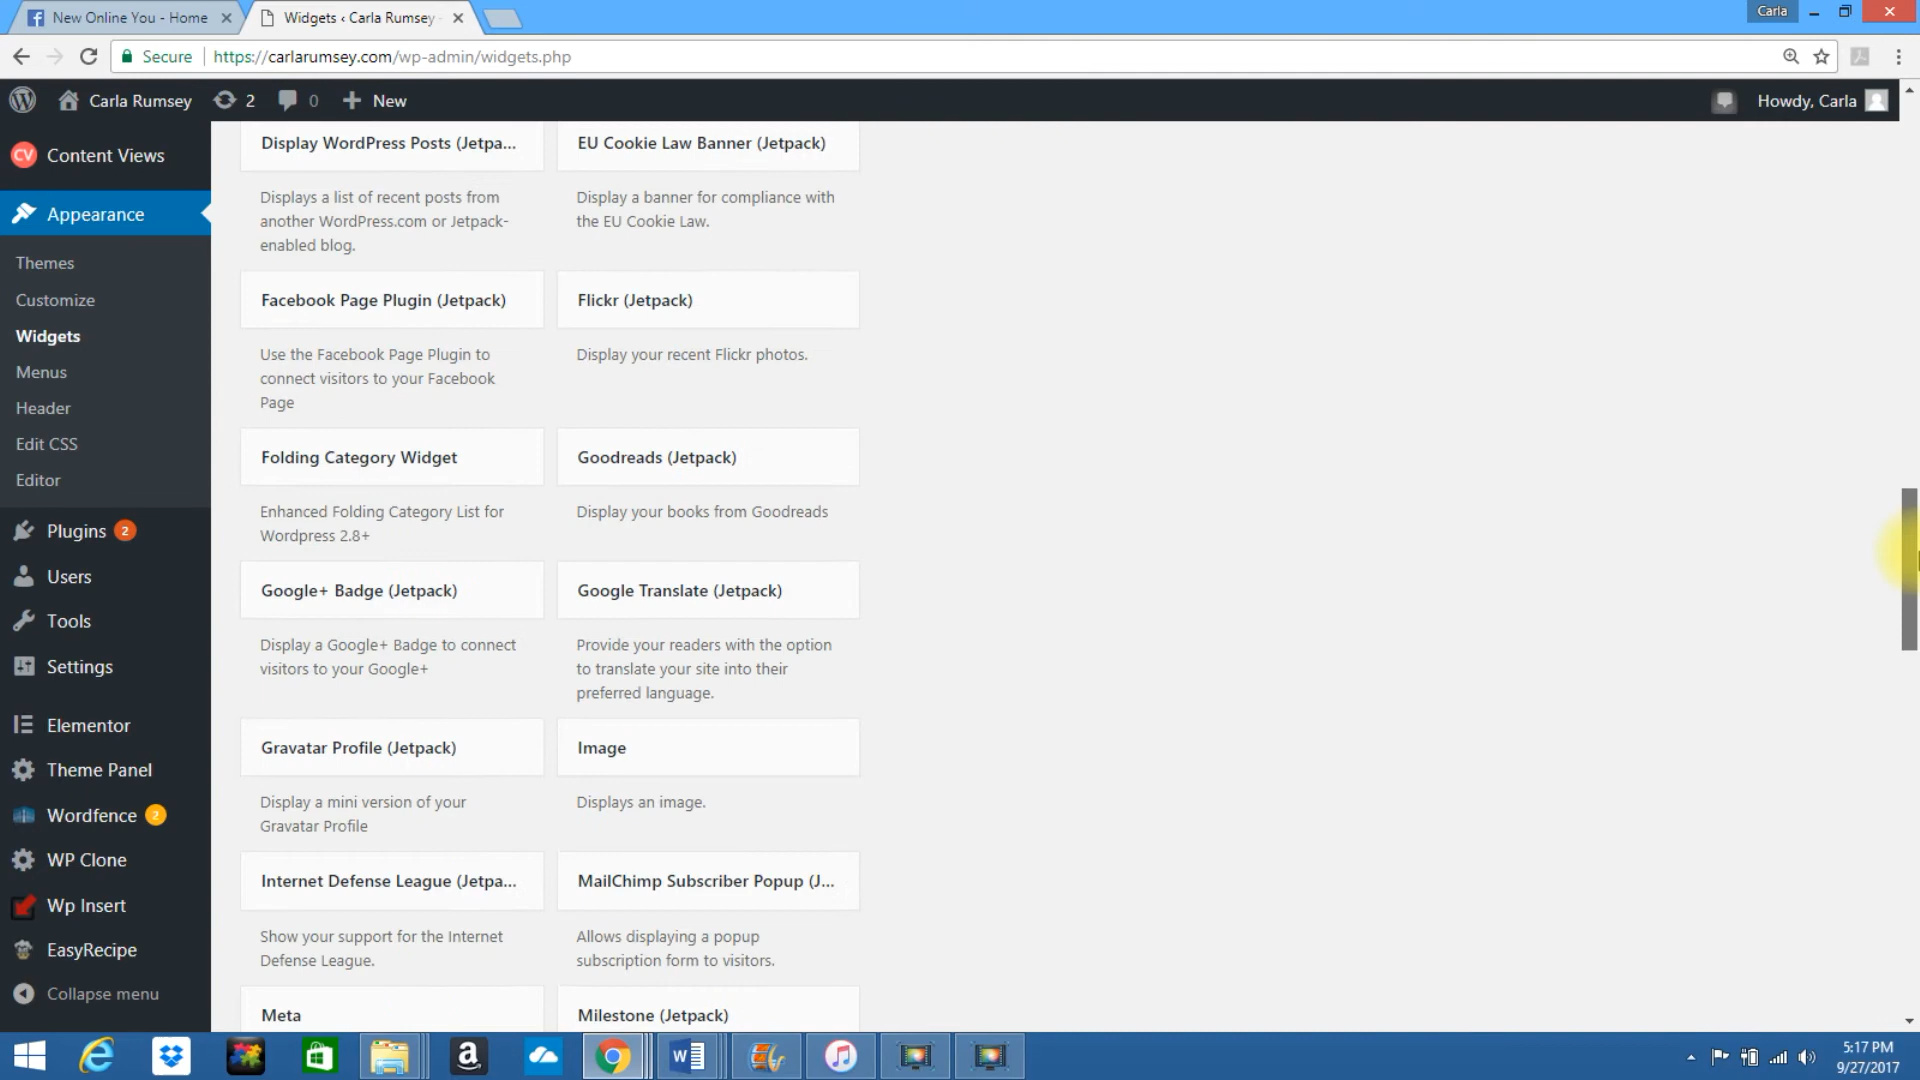 New Online You - Home
Widgets ‹ Carla Rumsey -
Carla
Secure
https://carlarumsey.com/wp-admin/widgets.php
Carla Rumsey
2
0
New
Howdy, Carla
CV
Content Views
Appearance
Themes
Customize
Widgets
Menus
Header
Edit CSS
Editor
Plugins 2
Users
Tools
Settings
Elementor
Theme Panel
Wordfence 2
WP Clone
Wp Insert
EasyRecipe
Collapse menu
Display WordPress Posts (Jetpa...
Displays a list of recent posts from
another WordPress.com or Jetpack-
enabled blog.
EU Cookie Law Banner (Jetpack)
Display a banner for compliance with
the EU Cookie Law.
Facebook Page Plugin (Jetpack)
Use the Facebook Page Plugin to
connect visitors to your Facebook
Page
Flickr (Jetpack)
Display your recent Flickr photos.
Folding Category Widget
Enhanced Folding Category List for
Wordpress 2.8+
Goodreads (Jetpack)
Display your books from Goodreads
Google+ Badge (Jetpack)
Display a Google+ Badge to connect
visitors to your Google+
Google Translate (Jetpack)
Provide your readers with the option
to translate your site into their
preferred language.
Gravatar Profile (Jetpack)
Display a mini version of your
Gravatar Profile
Image
Displays an image.
Internet Defense League (Jetpa...
Show your support for the Internet
Defense League.
MailChimp Subscriber Popup (J...
Allows displaying a popup
subscription form to visitors.
Meta
Milestone (Jetpack)
5:17 PM
9/27/2017